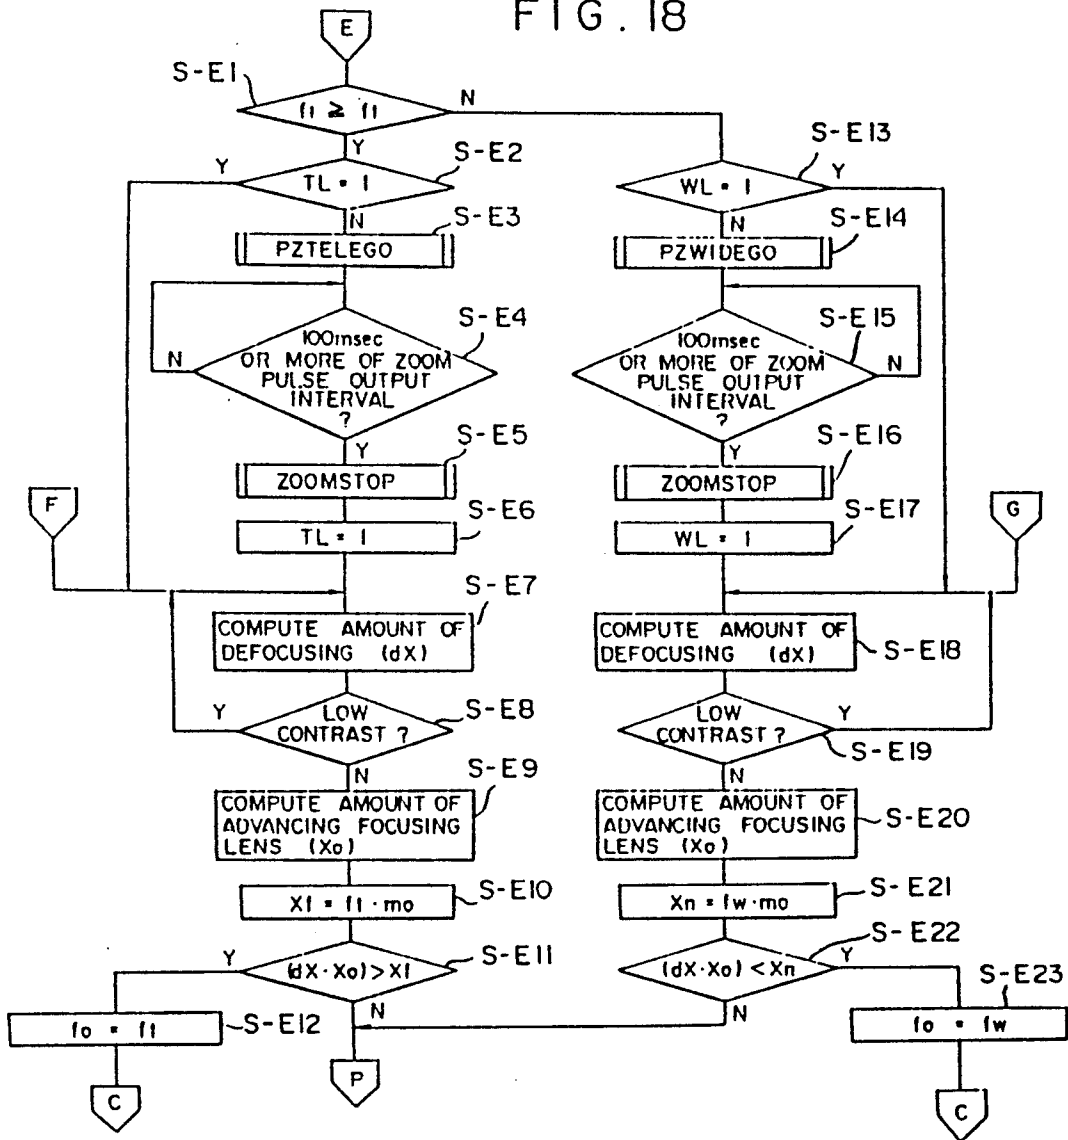 FIG. 18
E
S-E1
f1 ≥ f1
N
Y
S-E2
Y
TL = 1
N
S-E3
PZTELEGO
S-E4
100msec
OR MORE OF ZOOM
PULSE OUTPUT
INTERVAL
?
N
Y
S-E5
ZOOMSTOP
S-E6
TL = 1
F
S-E7
COMPUTE AMOUNT OF
DEFOCUSING (dX)
S-E8
Y
LOW
CONTRAST ?
N
S-E9
COMPUTE AMOUNT OF
ADVANCING FOCUSING
LENS (Xo)
S-E10
Xf = ft · mo
S-E11
Y
(dX·Xo) > Xf
N
S-E12
fo = ft
C
P
S-E13
WL = 1
Y
N
S-E14
PZWIDEGO
S-E15
100msec
OR MORE OF ZOOM
PULSE OUTPUT
INTERVAL
?
N
Y
S-E16
ZOOMSTOP
S-E17
WL = 1
G
COMPUTE AMOUNT OF
DEFOCUSING (dX)
S-E18
LOW
CONTRAST ?
Y
S-E19
N
COMPUTE AMOUNT OF
ADVANCING FOCUSING
LENS (Xo)
S-E20
S-E21
Xn = fw·mo
S-E22
(dX·Xo) < Xn
Y
N
S-E23
fo = fw
C